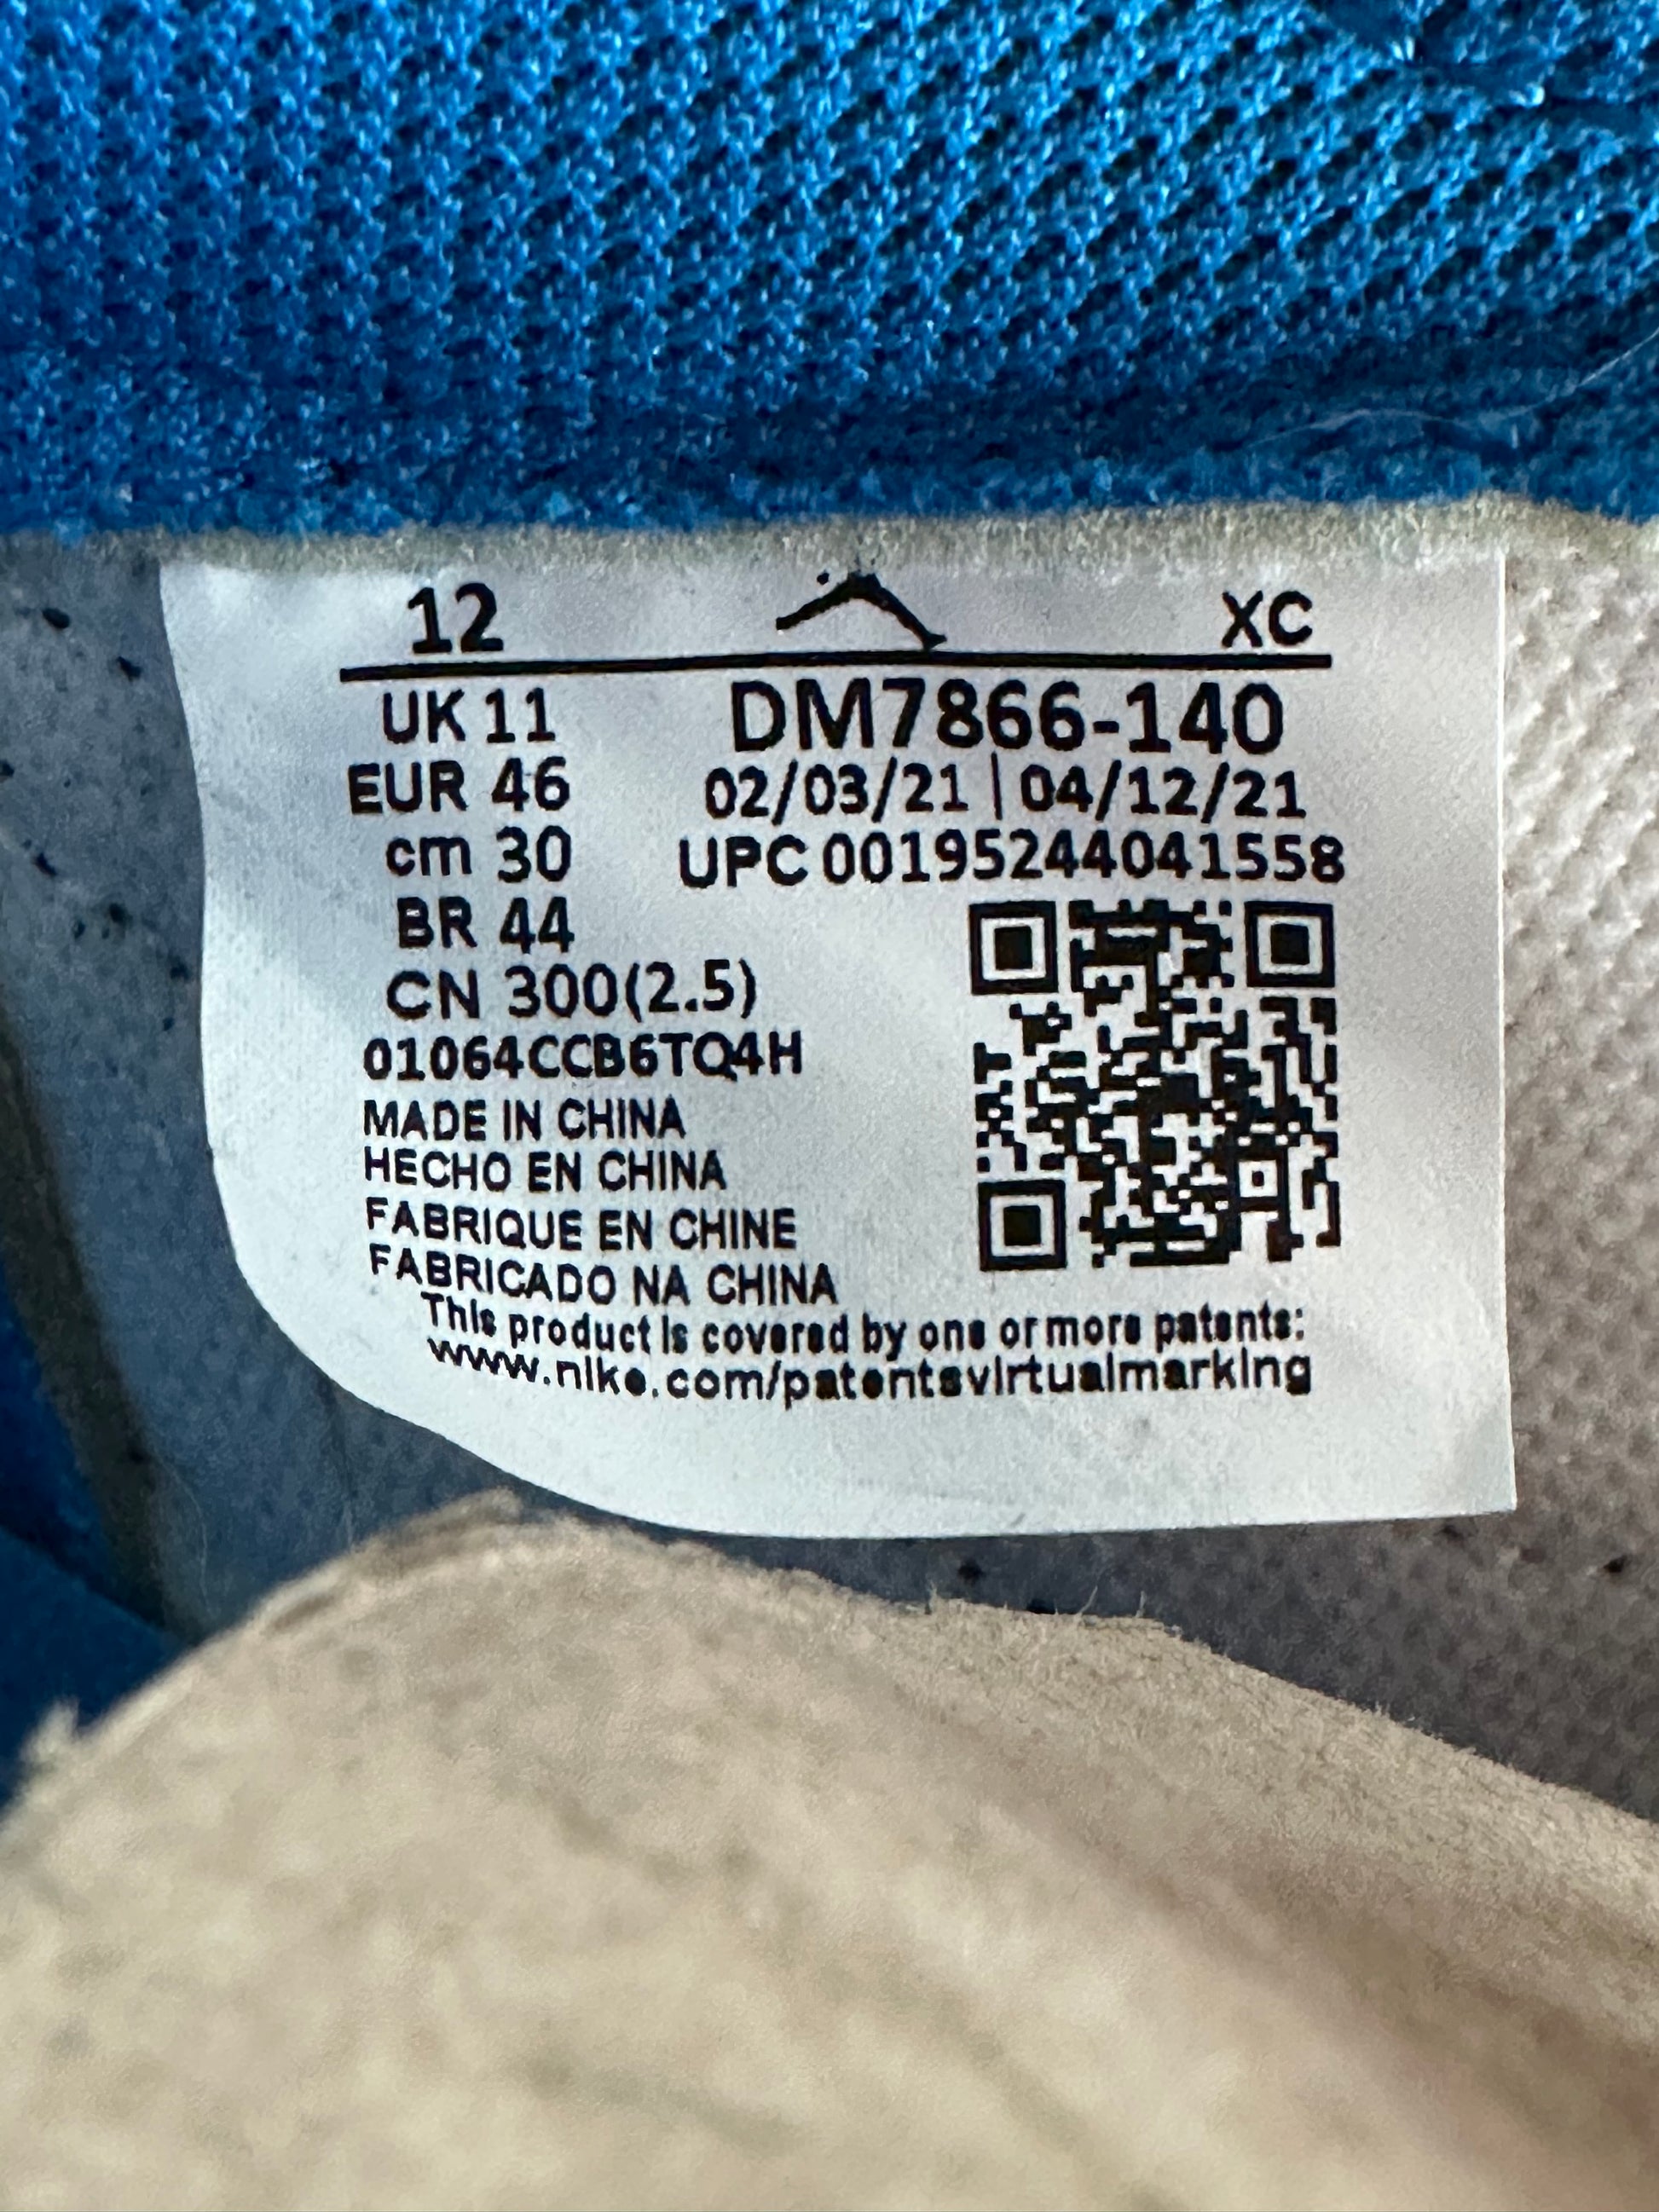 12 XC
UK 11 DM7866-140
EUR 46 02/03/21 | 04/12/21
cm 30 UPC 00195244041558
BR 44
CN 300(2.5)
01064CCB6TQ4H
MADE IN CHINA
HECHO EN CHINA
FABRIQUE EN CHINE
FABRICADO NA CHINA
This product is covered by one or more patents:
www.nike.com/patentsvirtualmarking